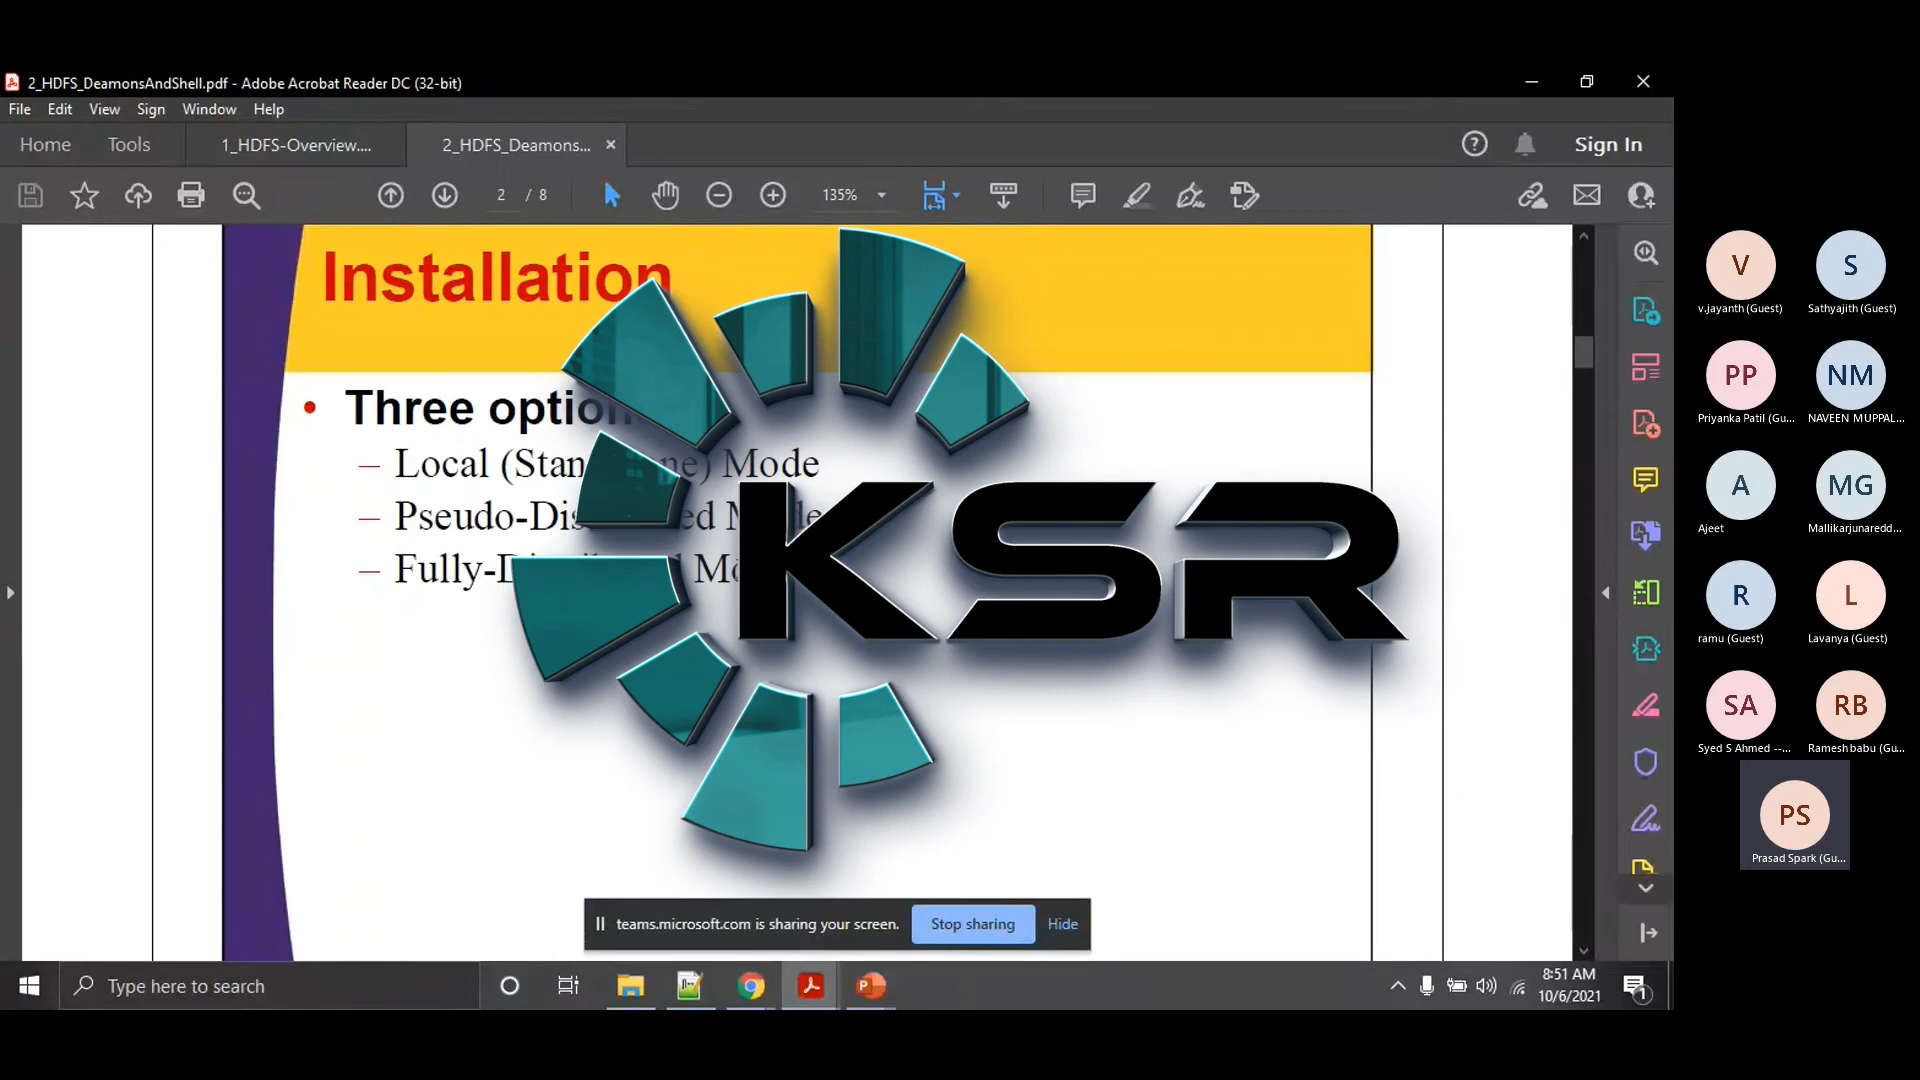 2_HDFS_DeamonsAndShell.pdf - Adobe Acrobat Reader DC (32-bit)
File Edit View Sign Window Help
Home Tools 1_HDFS-Overview.... 2_HDFS_Deamons... × Sign In
2 / 8 135%
Installation
• Three option
– Local (Stan ne) Mode
– Pseudo-Dis ed M de
– Fully-D Mo
KSR
teams.microsoft.com is sharing your screen. Stop sharing Hide
Type here to search
8:51 AM
10/6/2021
1
V S
v.jayanth (Guest) Sathyajith (Guest)
PP NM
Priyanka Patil (Gu... NAVEEN MUPPAL...
A MG
Ajeet Mallikarjunaredd...
R L
ramu (Guest) Lavanya (Guest)
SA RB
Syed S Ahmed --... Rameshbabu (Gu...
PS
Prasad Spark (Gu...